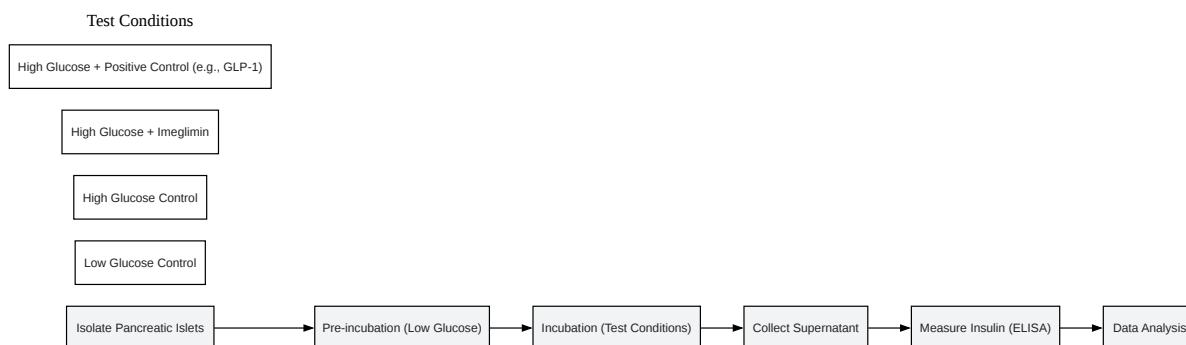 Test Conditions
High Glucose + Positive Control (e.g., GLP-1)
High Glucose + Imeglimin
High Glucose Control
Low Glucose Control
Isolate Pancreatic Islets
Pre-incubation (Low Glucose)
Incubation (Test Conditions)
Collect Supernatant
Measure Insulin (ELISA)
Data Analysis